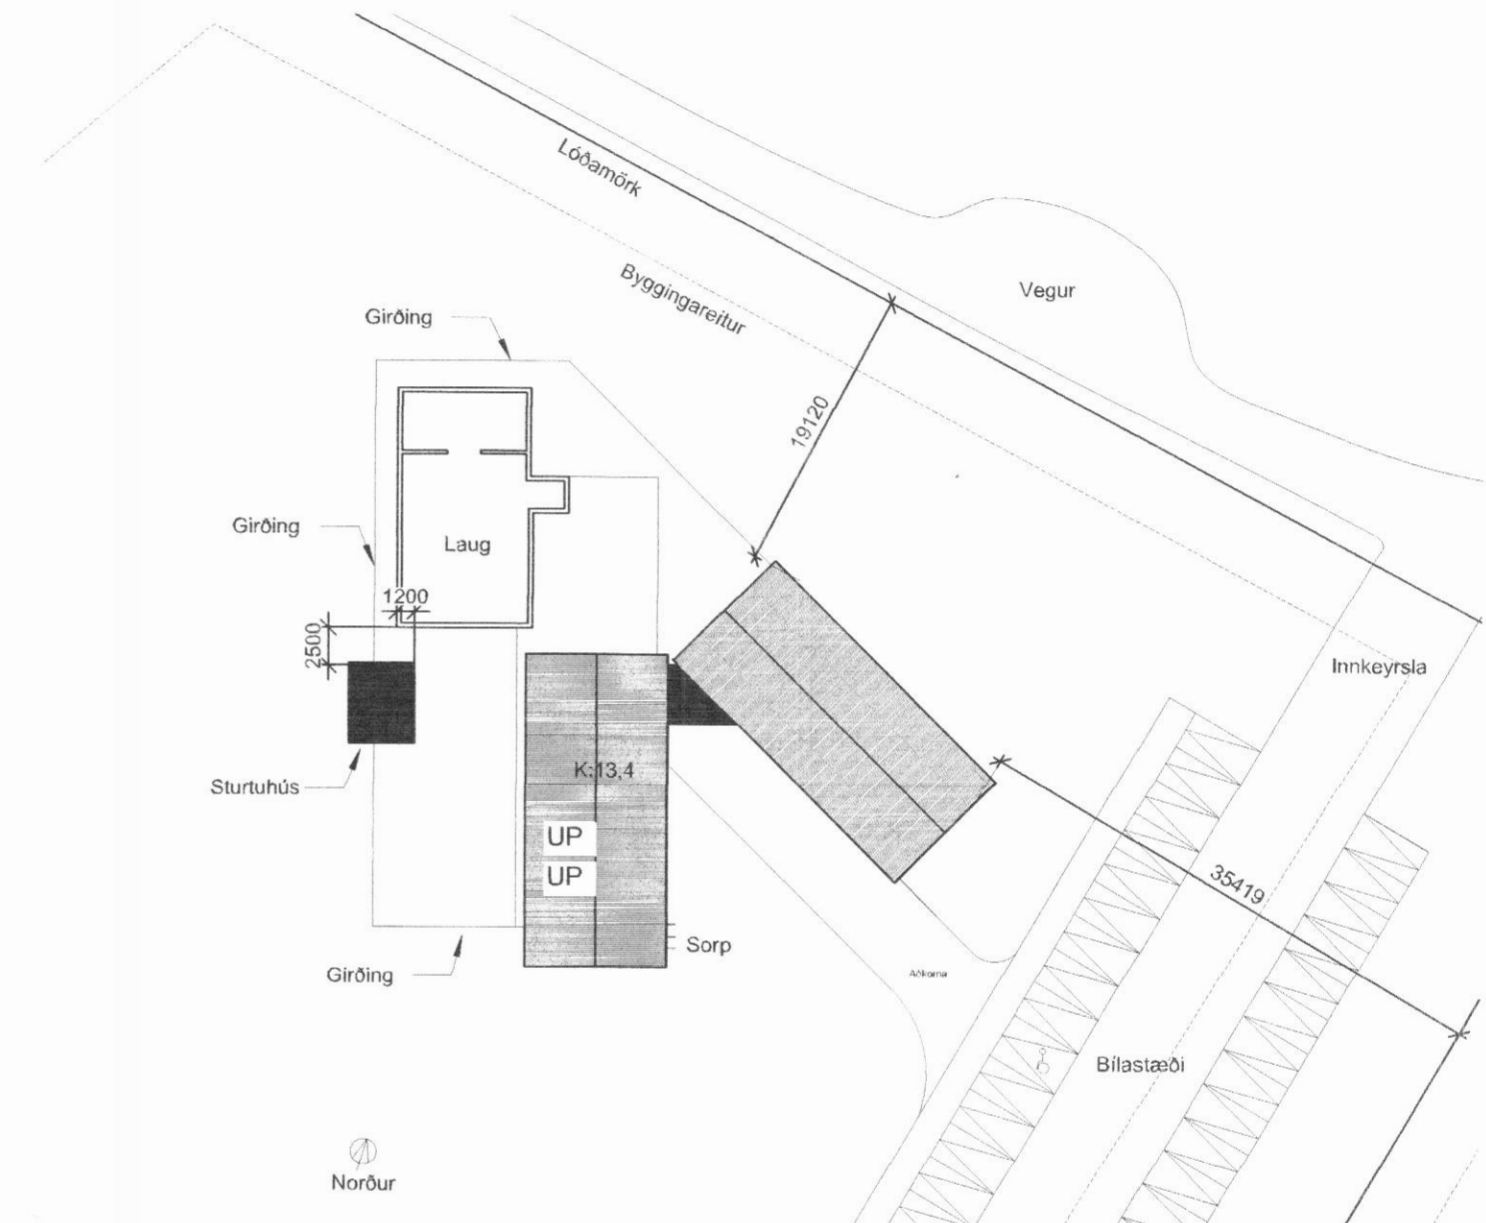 Lóðamörk
Byggingareitur
Vegur
Girðing
19120
Girðing
Laug
1200
2500
Innkeyrsla
K:13,4
Sturtuhús
UP
UP
35419
Sorp
Girðing
Aðkoma
Bílastæði
Norður